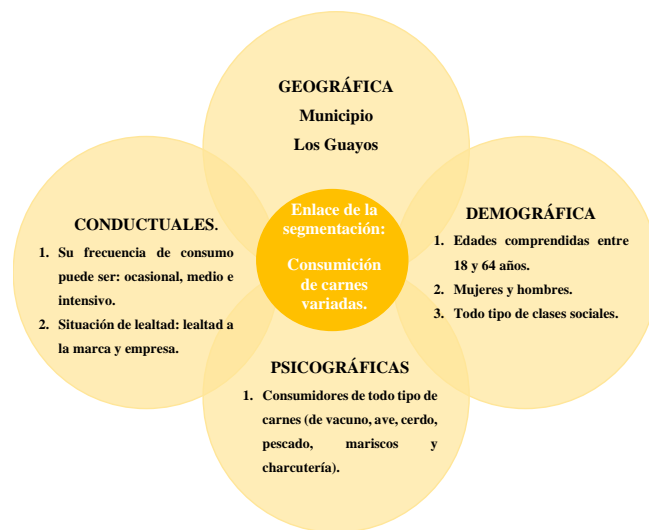 GEOGRÁFICA
Municipio
Los Guayos
Enlace de la
segmentación:
Consumición
de carnes
variadas.
CONDUCTUALES.
1. Su frecuencia de consumo
puede ser: ocasional, medio e
intensivo.
2. Situación de lealtad: lealtad a
la marca y empresa.
DEMOGRÁFICA
1. Edades comprendidas entre
18 y 64 años.
2. Mujeres y hombres.
3. Todo tipo de clases sociales.
PSICOGRÁFICAS
1. Consumidores de todo tipo de
carnes (de vacuno, ave, cerdo,
pescado, mariscos y
charcutería).